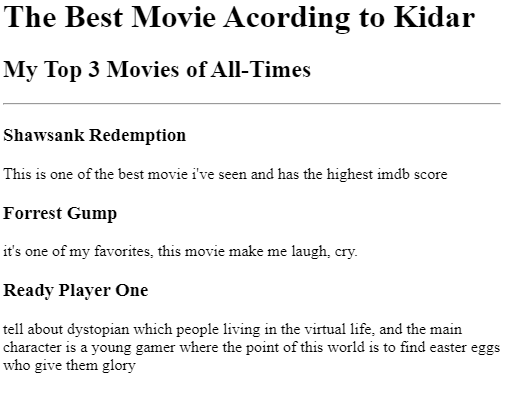 The Best Movie Acording to Kidar
My Top 3 Movies of All-Times
Shawsank Redemption
This is one of the best movie i've seen and has the highest imdb score
Forrest Gump
it's one of my favorites, this movie make me laugh, cry.
Ready Player One
tell about dystopian which people living in the virtual life, and the main
character is a young gamer where the point of this world is to find easter eggs
who give them glory